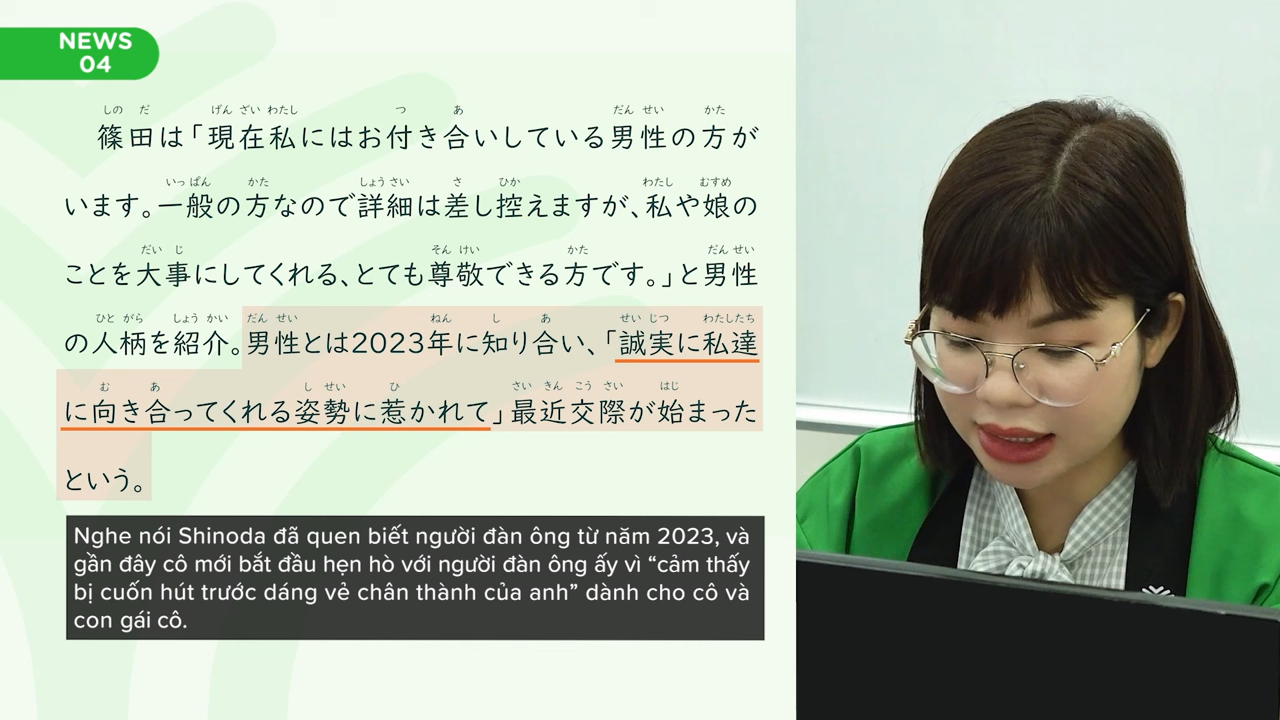 NEWS
04
しの だ げん ざい わたし つ あ だん せい かた
篠田は「現在私にはお付き合いしている男性の方が
いっ ぱん かた しょう さい さ ひか わたし むすめ
います。一般の方なので詳細は差し控えますが、私や娘の
だい じ そん けい かた だん せい
ことを大事にしてくれる、とても尊敬できる方です。」と男性
ひと がら しょう かい だん せい ねん し あ せい じつ わたしたち
の人柄を紹介。男性とは2023年に知り合い、「誠実に私達
む あ し せい ひ さい きん こう さい はじ
に向き合ってくれる姿勢に惹かれて」最近交際が始まった
という。
Nghe nói Shinoda đã quen biết người đàn ông từ năm 2023, và
gần đây cô mới bắt đầu hẹn hò với người đàn ông ấy vì “cảm thấy
bị cuốn hút trước dáng vẻ chân thành của anh” dành cho cô và
con gái cô.